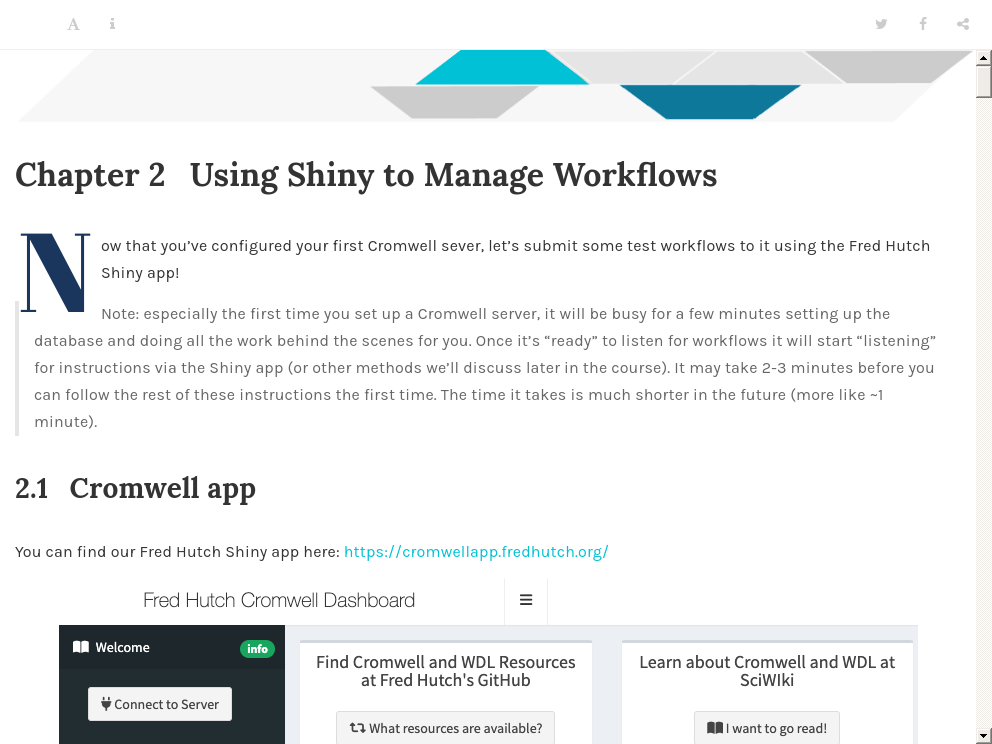 Chapter 2 Using Shiny to Manage Workflows
Now that you’ve configured your first Cromwell sever, let’s submit some test workflows to it using the Fred Hutch
Shiny app!
Note: especially the first time you set up a Cromwell server, it will be busy for a few minutes setting up the
database and doing all the work behind the scenes for you. Once it’s “ready” to listen for workflows it will start “listening”
for instructions via the Shiny app (or other methods we’ll discuss later in the course). It may take 2-3 minutes before you
can follow the rest of these instructions the first time. The time it takes is much shorter in the future (more like ~1
minute).
2.1 Cromwell app
You can find our Fred Hutch Shiny app here: https://cromwellapp.fredhutch.org/
Fred Hutch Cromwell Dashboard
Welcome info
Connect to Server
Find Cromwell and WDL Resources
at Fred Hutch's GitHub
What resources are available?
Learn about Cromwell and WDL at
SciWIki
I want to go read!